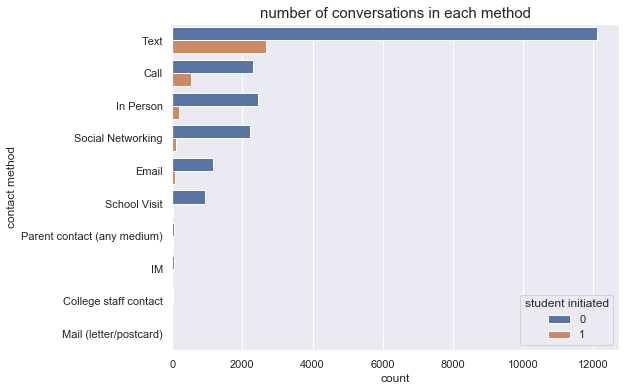 number of conversations in each method
contact method
Text
Call
In Person
Social Networking
Email
School Visit
Parent contact (any medium)
IM
College staff contact
Mail (letter/postcard)
student initiated
0
1
0 2000 4000 6000 8000 10000 12000
count